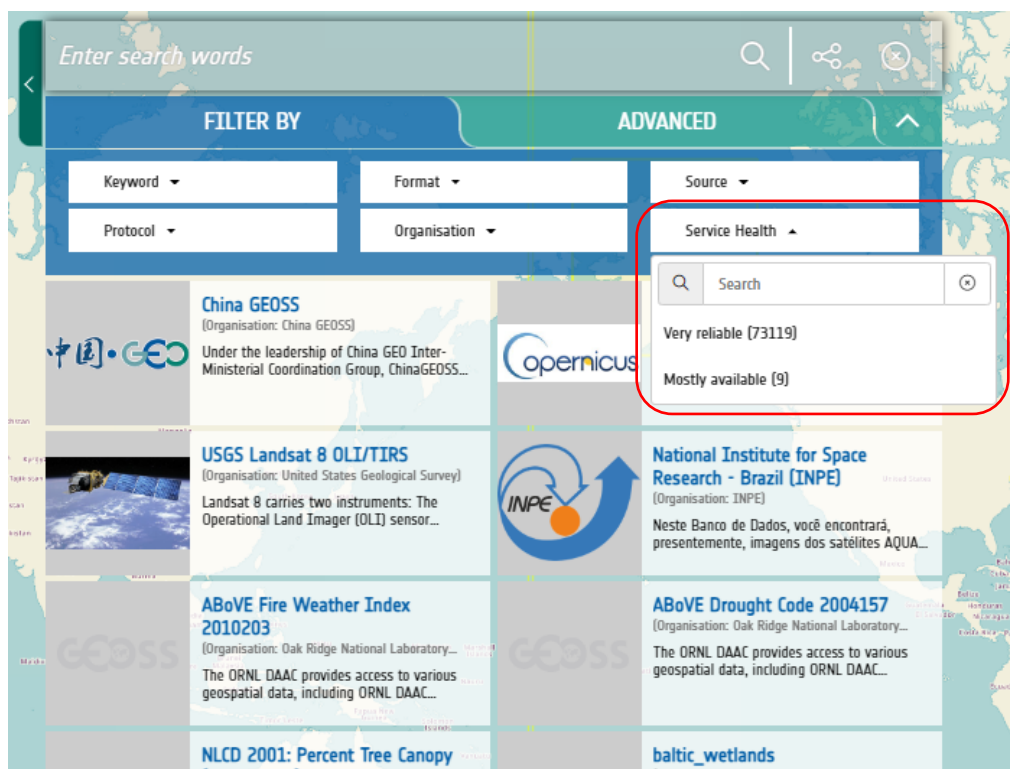 Enter search words
FILTER BY
ADVANCED
Keyword
Format
Source
Protocol
Organisation
Service Health
Search
Very reliable (73119)
Mostly available (9)
中国·GEO
China GEOSS
(Organisation: China GEOSS)
Under the leadership of China GEO Inter-
Ministerial Coordination Group, ChinaGEOSS...
Copernicus
USGS Landsat 8 OLI/TIRS
(Organisation: United States Geological Survey)
Landsat 8 carries two instruments: The
Operational Land Imager (OLI) sensor...
INPE
National Institute for Space
Research - Brazil (INPE)
(Organisation: INPE)
Neste Banco de Dados, você encontrará,
presentemente, imagens dos satélites AQUA...
GEOSS
ABoVE Fire Weather Index
2010203
(Organisation: Oak Ridge National Laboratory...
The ORNL DAAC provides access to various
geospatial data, including ORNL DAAC...
GEOSS
ABoVE Drought Code 2004157
(Organisation: Oak Ridge National Laboratory...
The ORNL DAAC provides access to various
geospatial data, including ORNL DAAC...
NLCD 2001: Percent Tree Canopy
baltic_wetlands